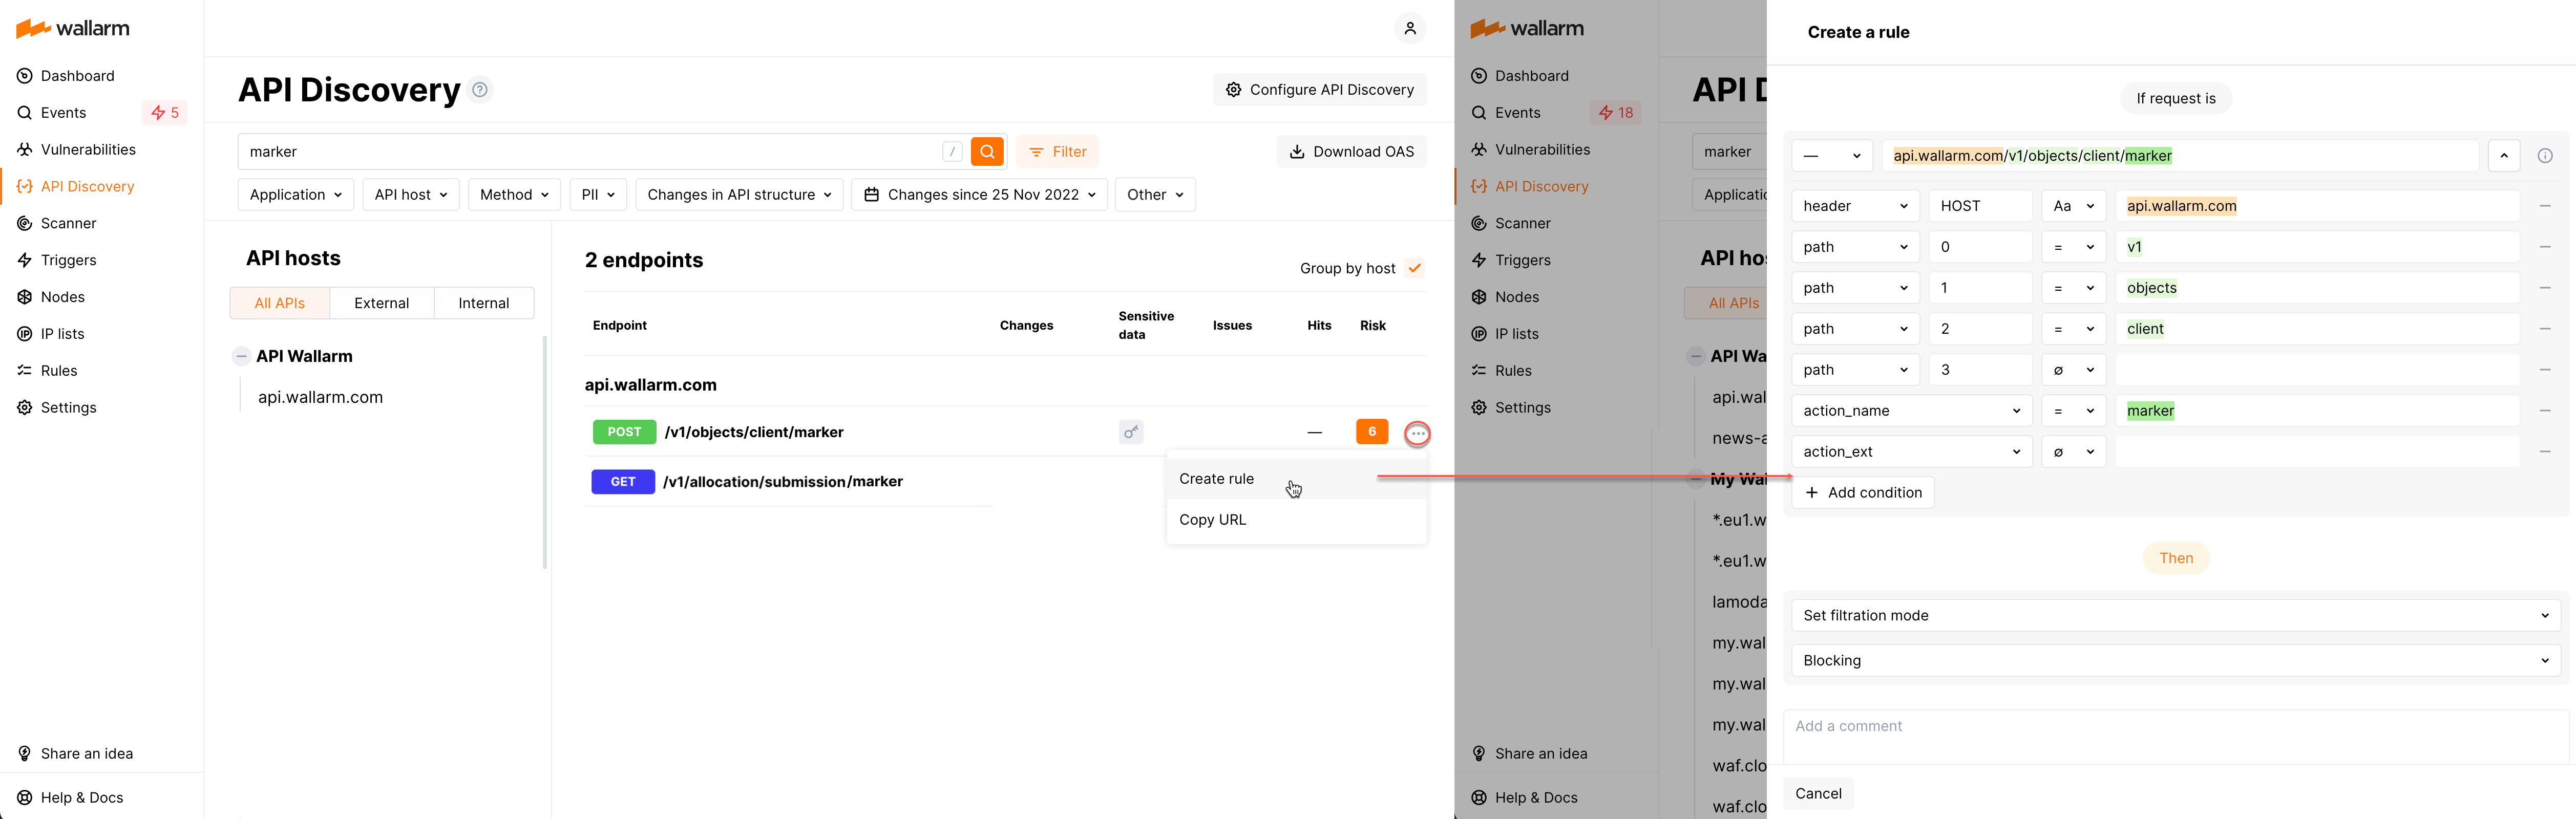 wallarm
Dashboard
Events 5
Vulnerabilities
API Discovery
Scanner
Triggers
Nodes
IP lists
Rules
Settings
Share an idea
Help & Docs
API Discovery ?
Configure API Discovery
marker /
Filter
Download OAS
Application API host Method PII Changes in API structure Changes since 25 Nov 2022 Other
API hosts
All APIs External Internal
API Wallarm
api.wallarm.com
2 endpoints
Group by host
Endpoint Changes Sensitive data Issues Hits Risk
api.wallarm.com
POST /v1/objects/client/marker — 6
GET /v1/allocation/submission/marker
Create rule
Copy URL
wallarm
Dashboard
Events 18
Vulnerabilities
API Discovery
Scanner
Triggers
Nodes
IP lists
Rules
Settings
Share an idea
Help & Docs
API D
marker
Applicatio
API ho
All APIs
API Wa
api.wal
news-a
My Wal
*.eu1.w
*.eu1.w
lamoda
my.wal
my.wal
my.wal
waf.clo
waf.clo
Create a rule
If request is
— api.wallarm.com/v1/objects/client/marker
header HOST Aa api.wallarm.com
path 0 = v1
path 1 = objects
path 2 = client
path 3 ⌀
action_name = marker
action_ext ⌀
+ Add condition
Then
Set filtration mode
Blocking
Add a comment
Cancel